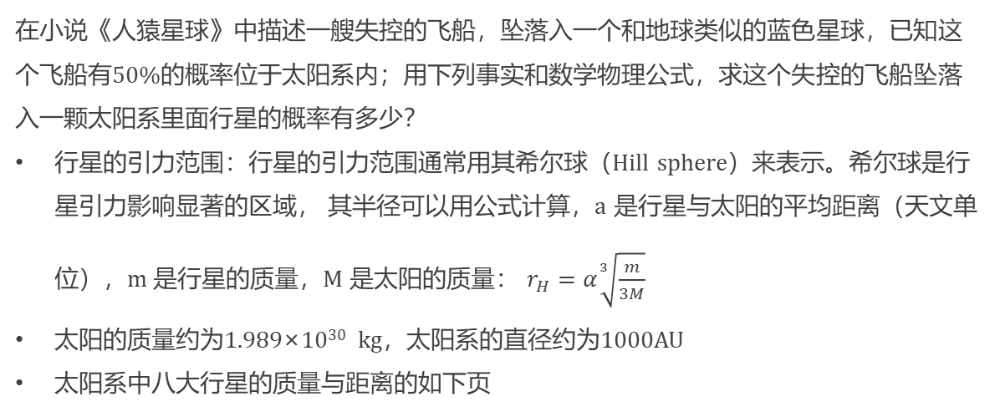 在小说《人猿星球》中描述一艘失控的飞船，坠落入一个和地球类似的蓝色星球，已知这
个飞船有50%的概率位于太阳系内；用下列事实和数学物理公式，求这个失控的飞船坠落
入一颗太阳系里面行星的概率有多少？
• 行星的引力范围：行星的引力范围通常用其希尔球（Hill sphere）来表示。希尔球是行
星引力影响显著的区域， 其半径可以用公式计算，a 是行星与太阳的平均距离（天文单
位），m 是行星的质量，M 是太阳的质量： r_H = α∛(m/3M)
• 太阳的质量约为1.989×10³⁰ kg，太阳系的直径约为1000AU
• 太阳系中八大行星的质量与距离的如下页